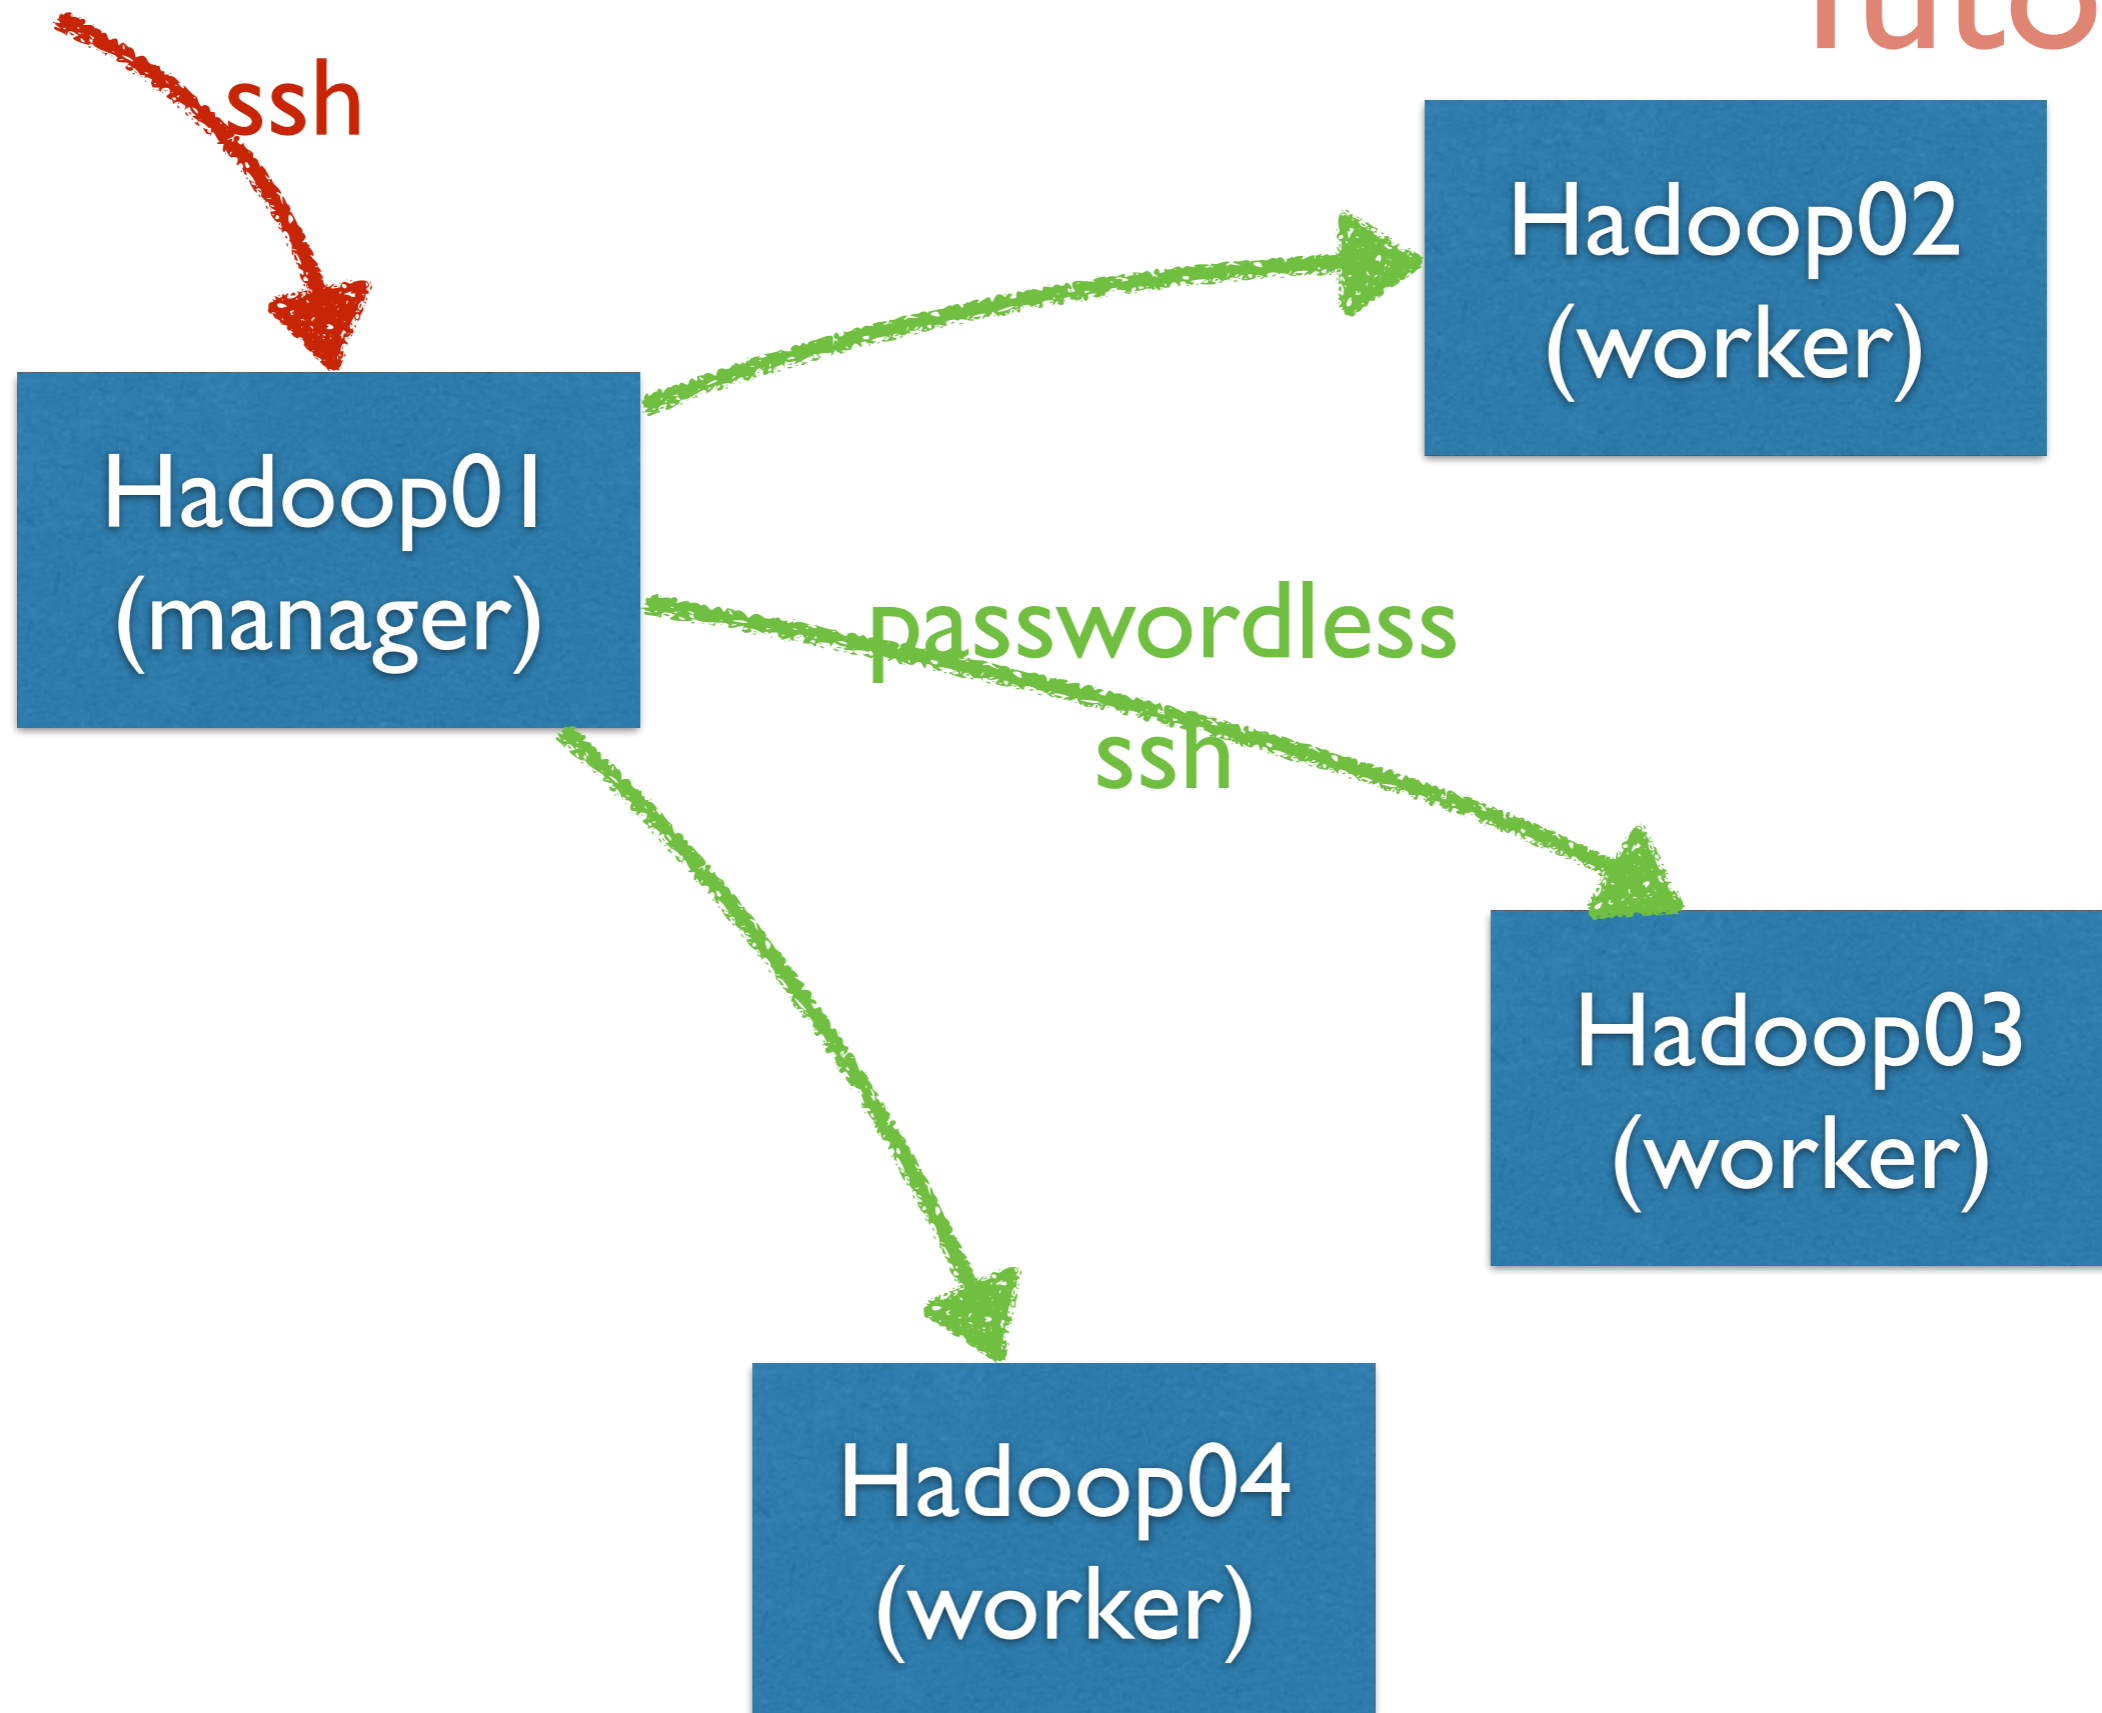 ssh
Hadoop02
(worker)
Hadoop01
(manager)
passwordless
ssh
Hadoop03
(worker)
Hadoop04
(worker)